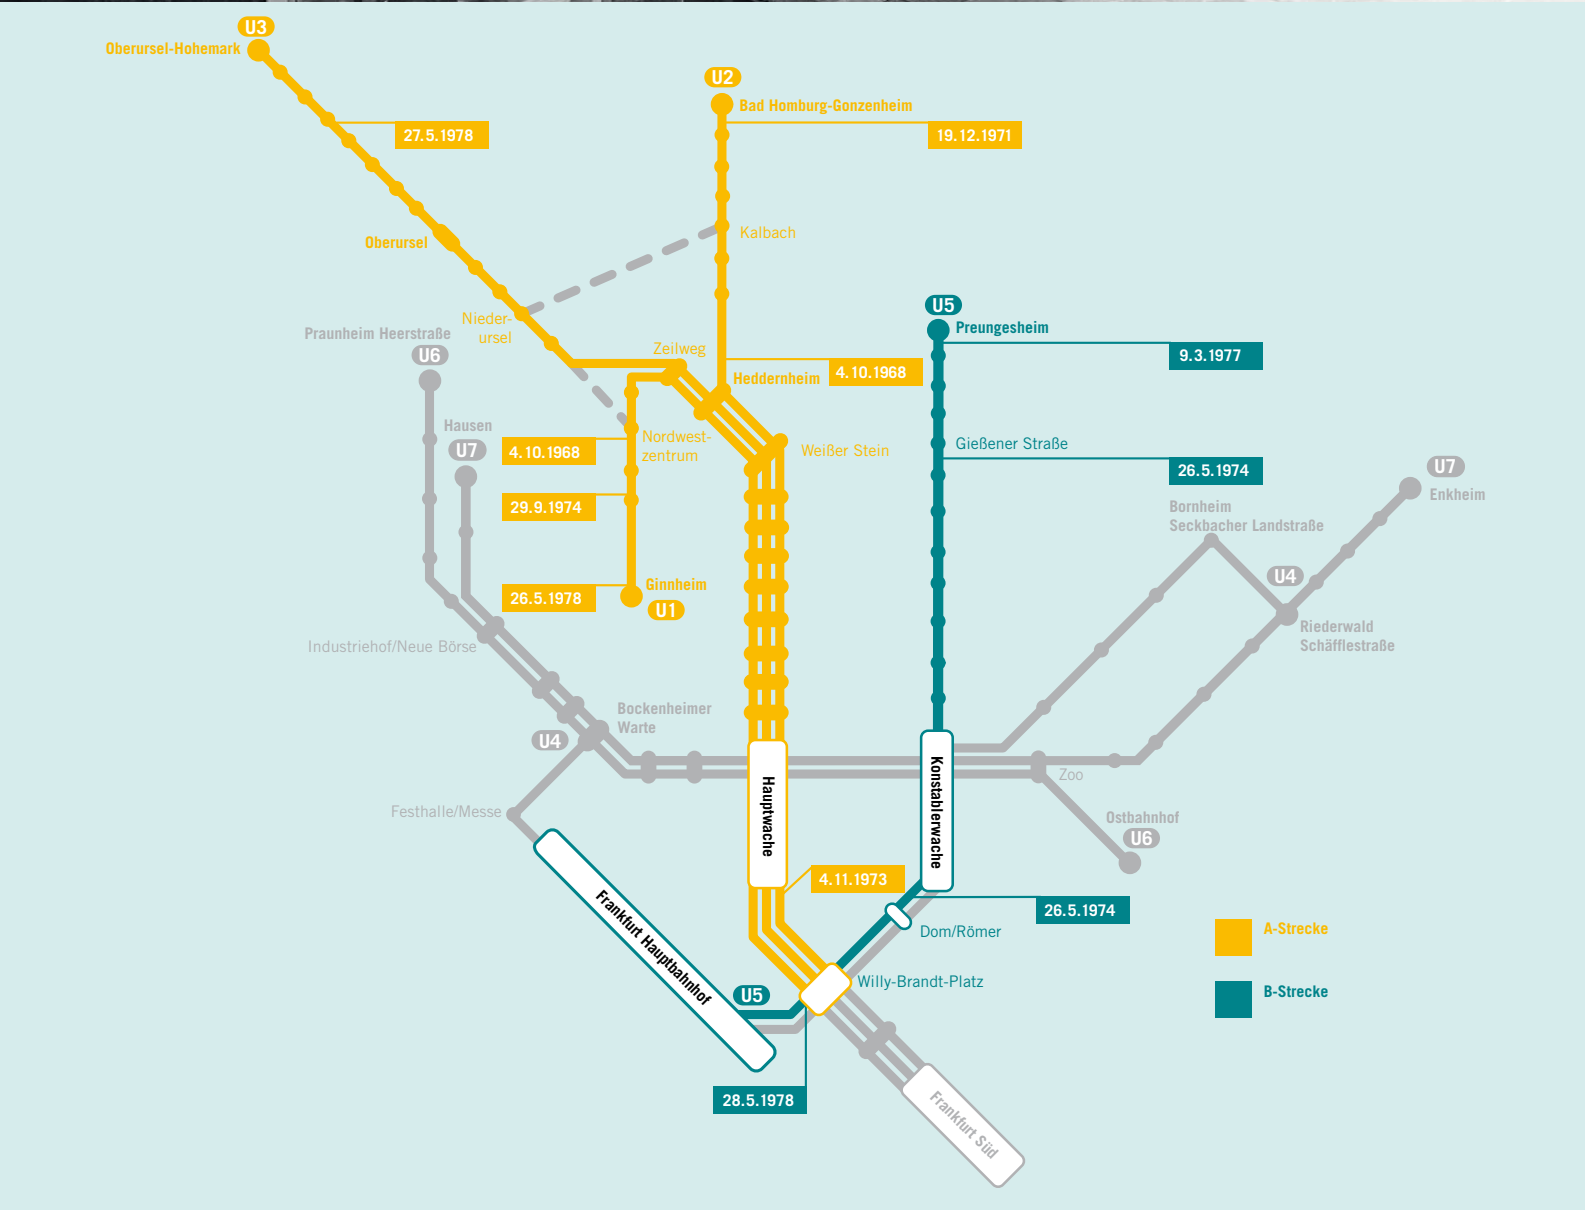 U3
Oberursel-Hohemark
U2
Bad Homburg-Gonzenheim
27.5.1978
19.12.1971
Kalbach
Oberursel
U5
Preungesheim
Nieder-
ursel
Praunheim Heerstraße
U6
Zeilweg
9.3.1977
Heddernheim
4.10.1968
Hausen
U7
4.10.1968
Nordwest-
zentrum
Weißer Stein
Gießener Straße
26.5.1974
U7
Enkheim
29.9.1974
Bornheim
Seckbacher Landstraße
26.5.1978
Ginnheim
U1
U4
Riederwald
Schäfflestraße
Industriehof/Neue Börse
Bockenheimer
Warte
U4
Hauptwache
Konstablerwache
Zoo
Festhalle/Messe
Ostbahnhof
U6
4.11.1973
26.5.1974
Frankfurt Hauptbahnhof
Dom/Römer
A-Strecke
U5
Willy-Brandt-Platz
B-Strecke
28.5.1978
Frankfurt Süd